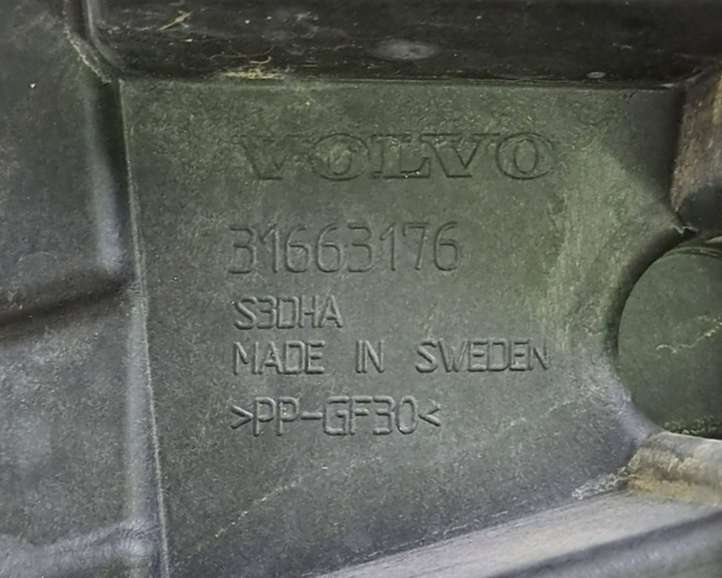 VOLVO
31663176
S3DHA
MADE IN SWEDEN
>PP-GF30<